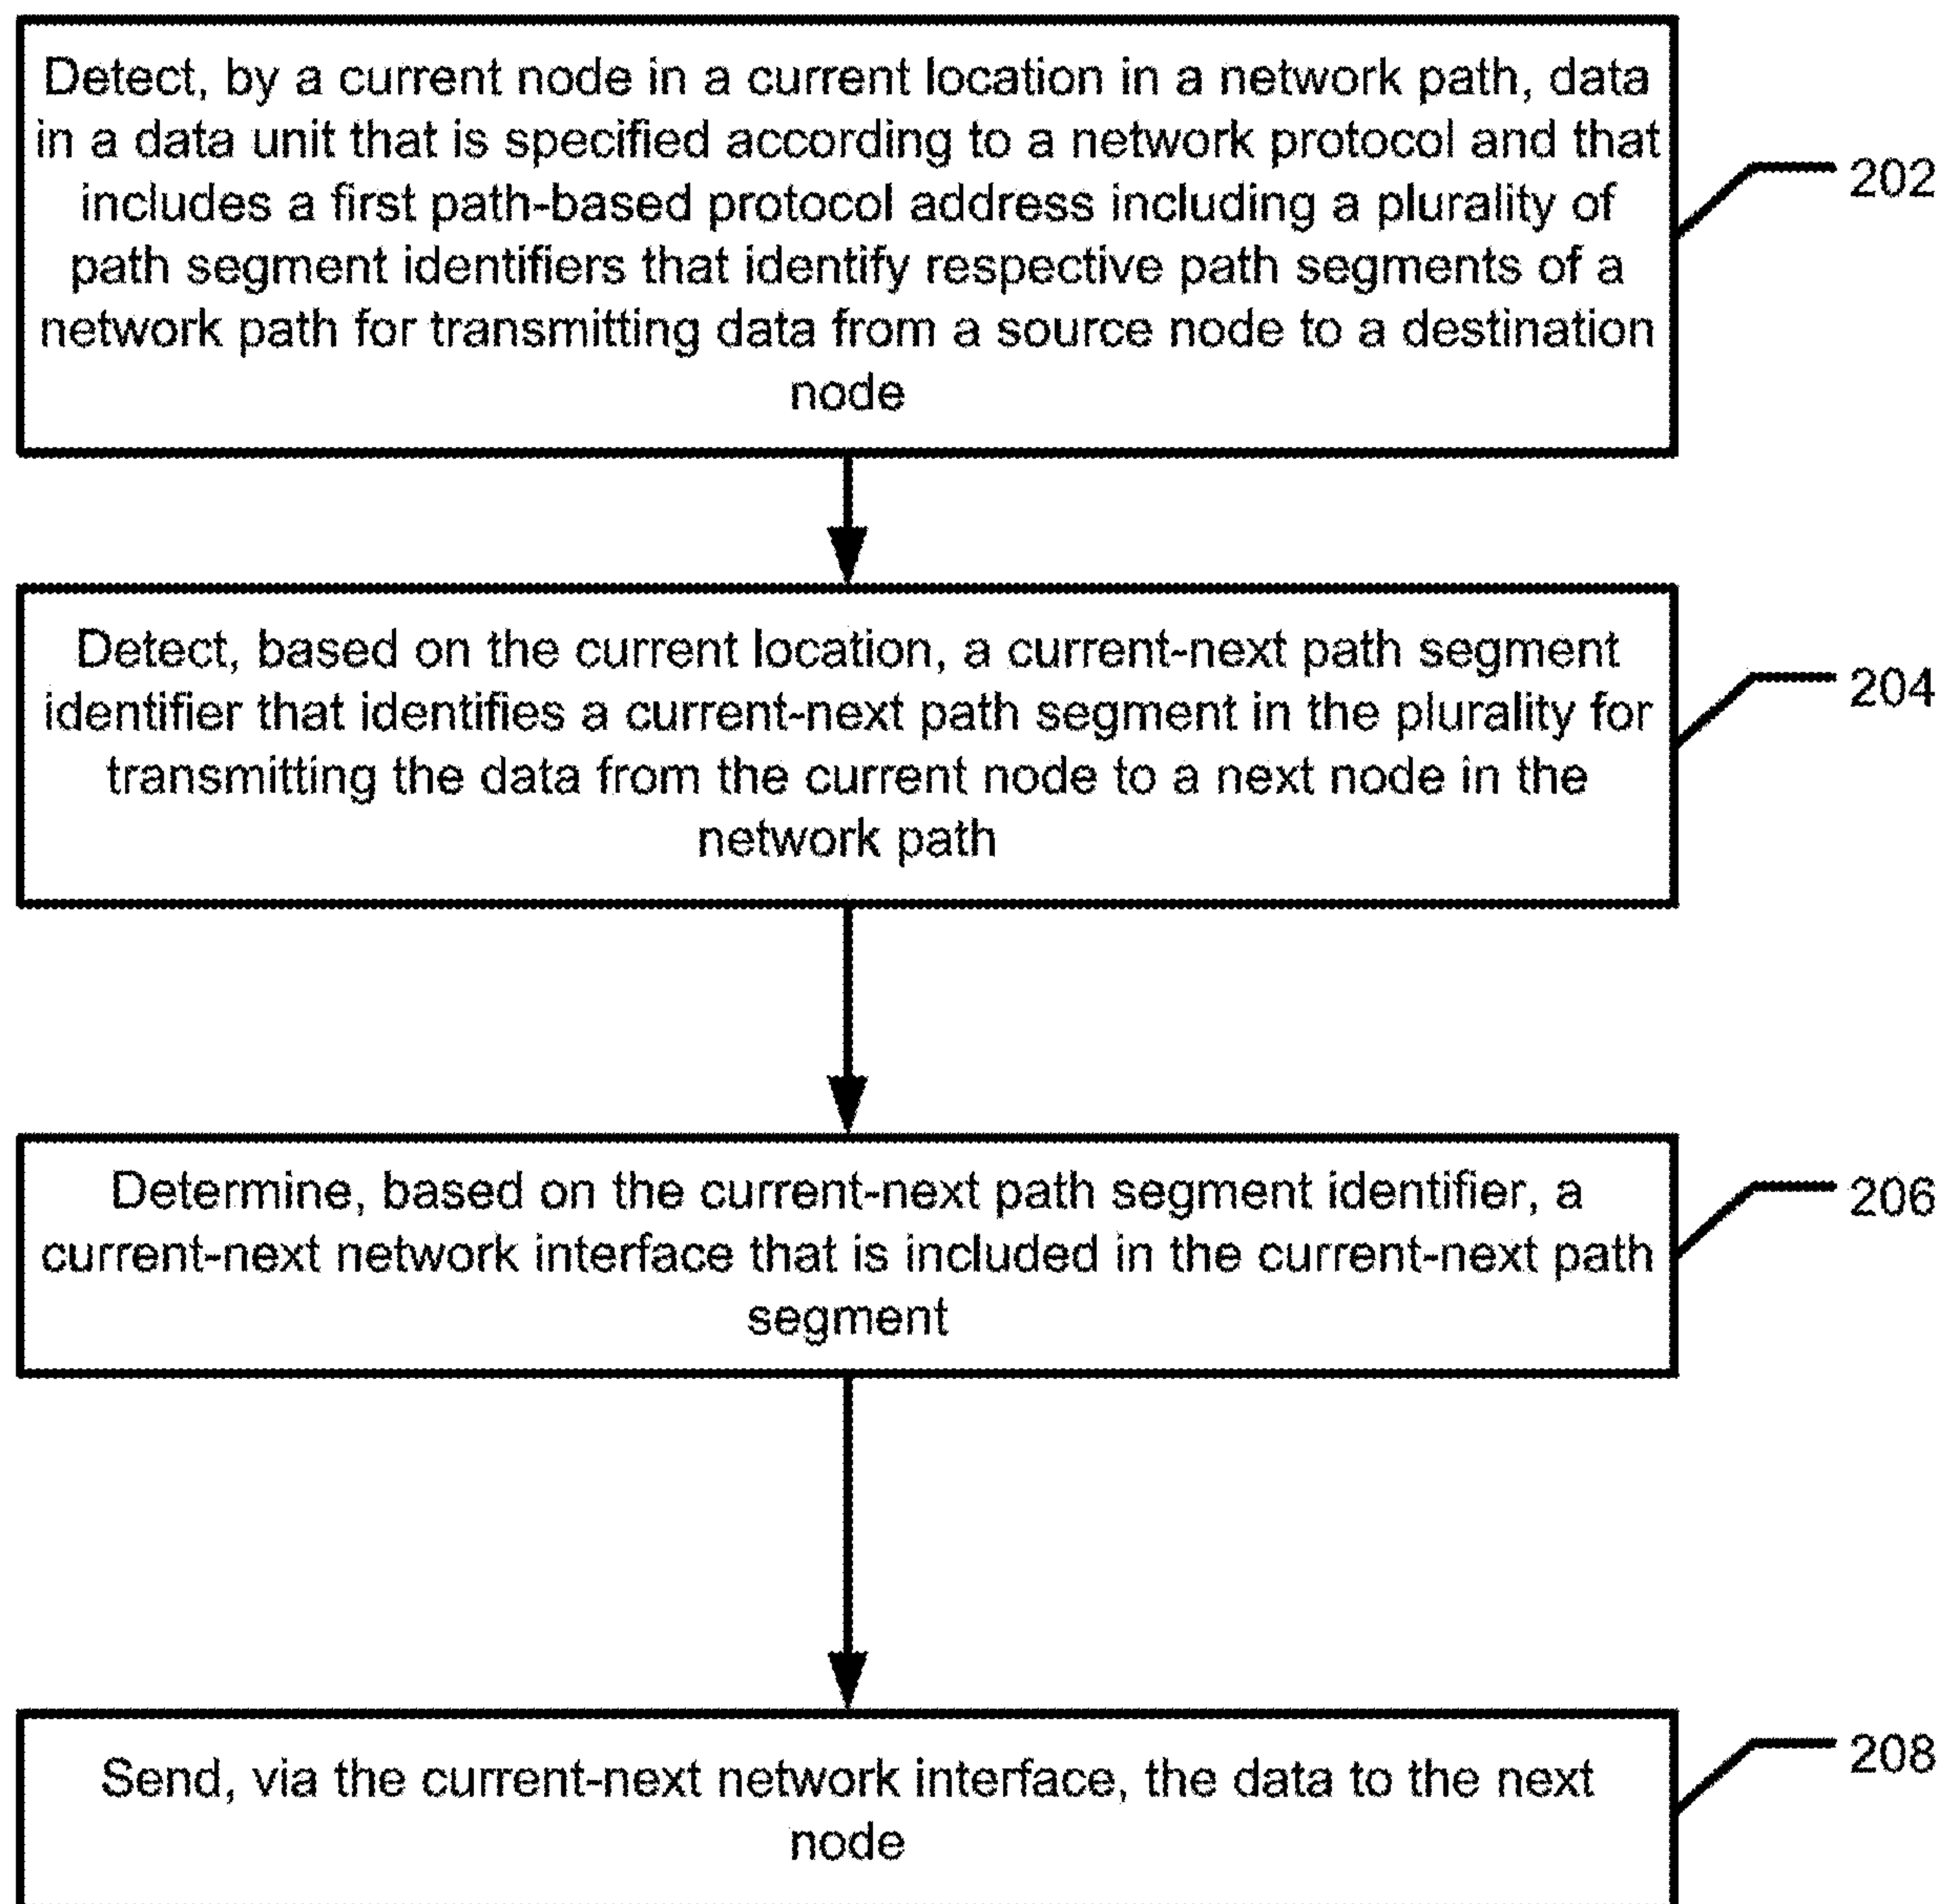 Detect, by a current node in a current location in a network path, data
in a data unit that is specified according to a network protocol and that
includes a first path-based protocol address including a plurality of
path segment identifiers that identify respective path segments of a
network path for transmitting data from a source node to a destination
node
202
Detect, based on the current location, a current-next path segment
identifier that identifies a current-next path segment in the plurality for
transmitting the data from the current node to a next node in the
network path
204
Determine, based on the current-next path segment identifier, a
current-next network interface that is included in the current-next path
segment
206
Send, via the current-next network interface, the data to the next
node
208